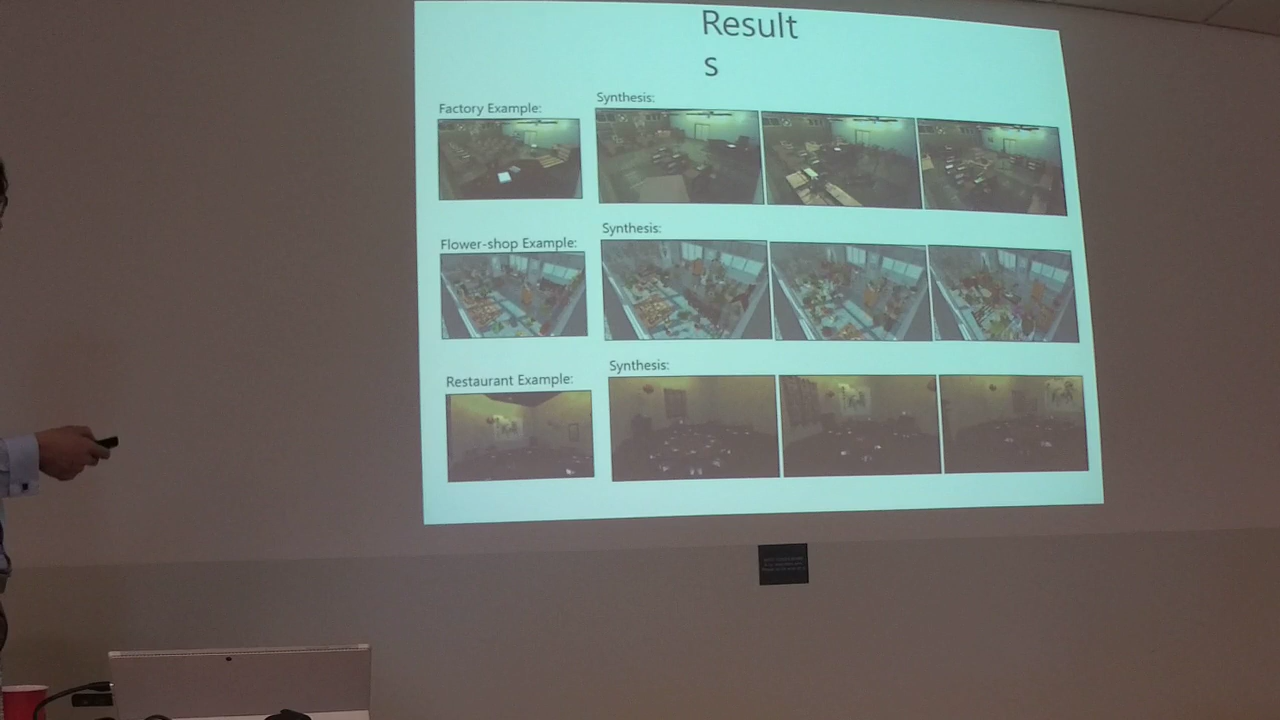 Result
s
Factory Example:
Synthesis:
Flower-shop Example:
Synthesis:
Restaurant Example:
Synthesis: